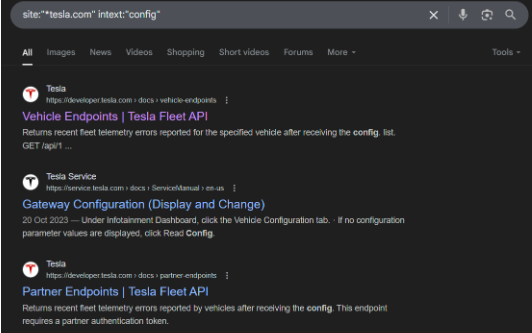 site:"*tesla.com" intext:"config"
All Images News Videos Shopping Short videos Forums More Tools
Tesla
https://developer.tesla.com › docs › vehicle-endpoints
Vehicle Endpoints | Tesla Fleet API
Returns recent fleet telemetry errors reported for the specified vehicle after receiving the config. list.
GET /api/1 ...
Tesla Service
https://service.tesla.com › docs › ServiceManual › en-us
Gateway Configuration (Display and Change)
20 Oct 2023 — Under Infotainment Dashboard, click the Vehicle Configuration tab. · If no configuration
parameter values are displayed, click Read Config.
Tesla
https://developer.tesla.com › docs › partner-endpoints
Partner Endpoints | Tesla Fleet API
Returns recent fleet telemetry errors reported by vehicles after receiving the config. This endpoint
requires a partner authentication token.